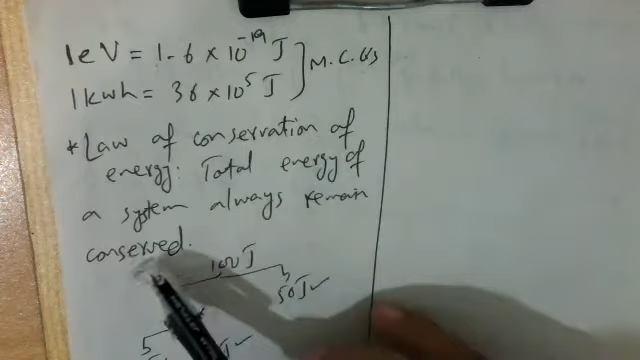 1eV = 1.6 × 10⁻¹⁹ J
1kwh = 36 × 10⁵ J
M.C.Qs
*Law of conservation of
energy: Total energy of
a system always remain
conserved.
100J
50J✓
5
J✓